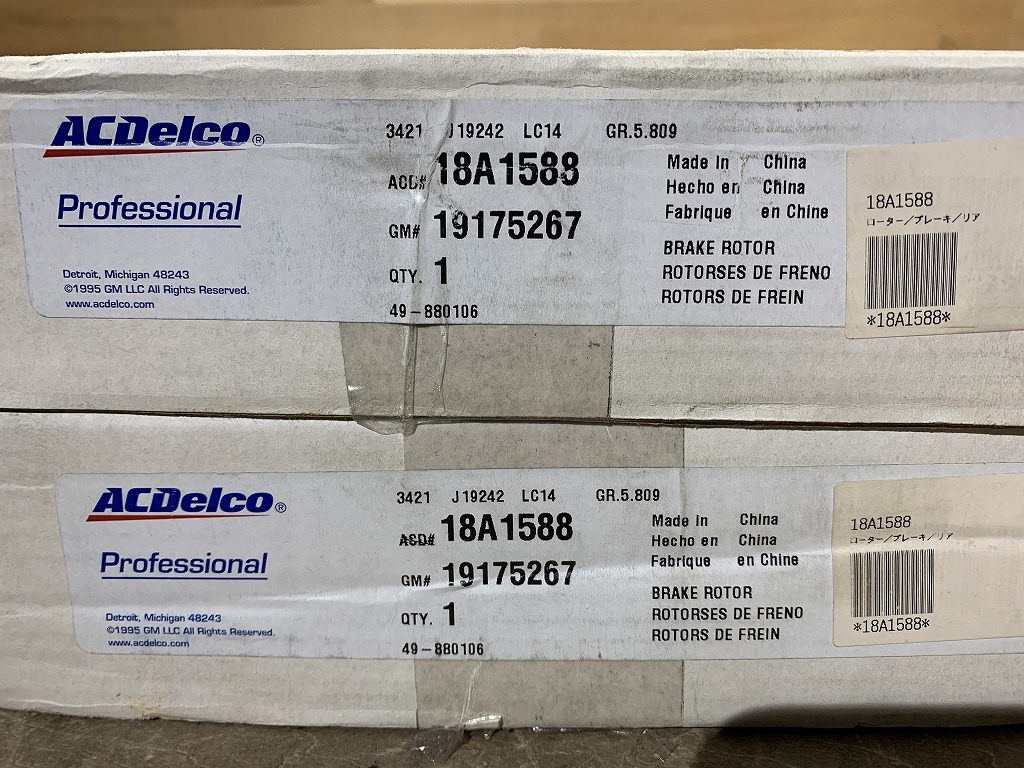 ACDelco®
Professional
Detroit, Michigan 48243
©1995 GM LLC All Rights Reserved.
www.acdelco.com
3421 J19242 LC14 GR.5.809
ACD# 18A1588
GM# 19175267
QTY. 1
49-880106
Made in China
Hecho en China
Fabrique en Chine
BRAKE ROTOR
ROTORSES DE FRENO
ROTORS DE FREIN
18A1588
ローター/ブレーキ/リア
*18A1588*
ACDelco®
Professional
Detroit, Michigan 48243
©1995 GM LLC All Rights Reserved.
www.acdelco.com
3421 J19242 LC14 GR.5.809
ACD# 18A1588
GM# 19175267
QTY. 1
49-880106
Made in China
Hecho en China
Fabrique en Chine
BRAKE ROTOR
ROTORSES DE FRENO
ROTORS DE FREIN
18A1588
ローター/ブレーキ/リア
*18A1588*